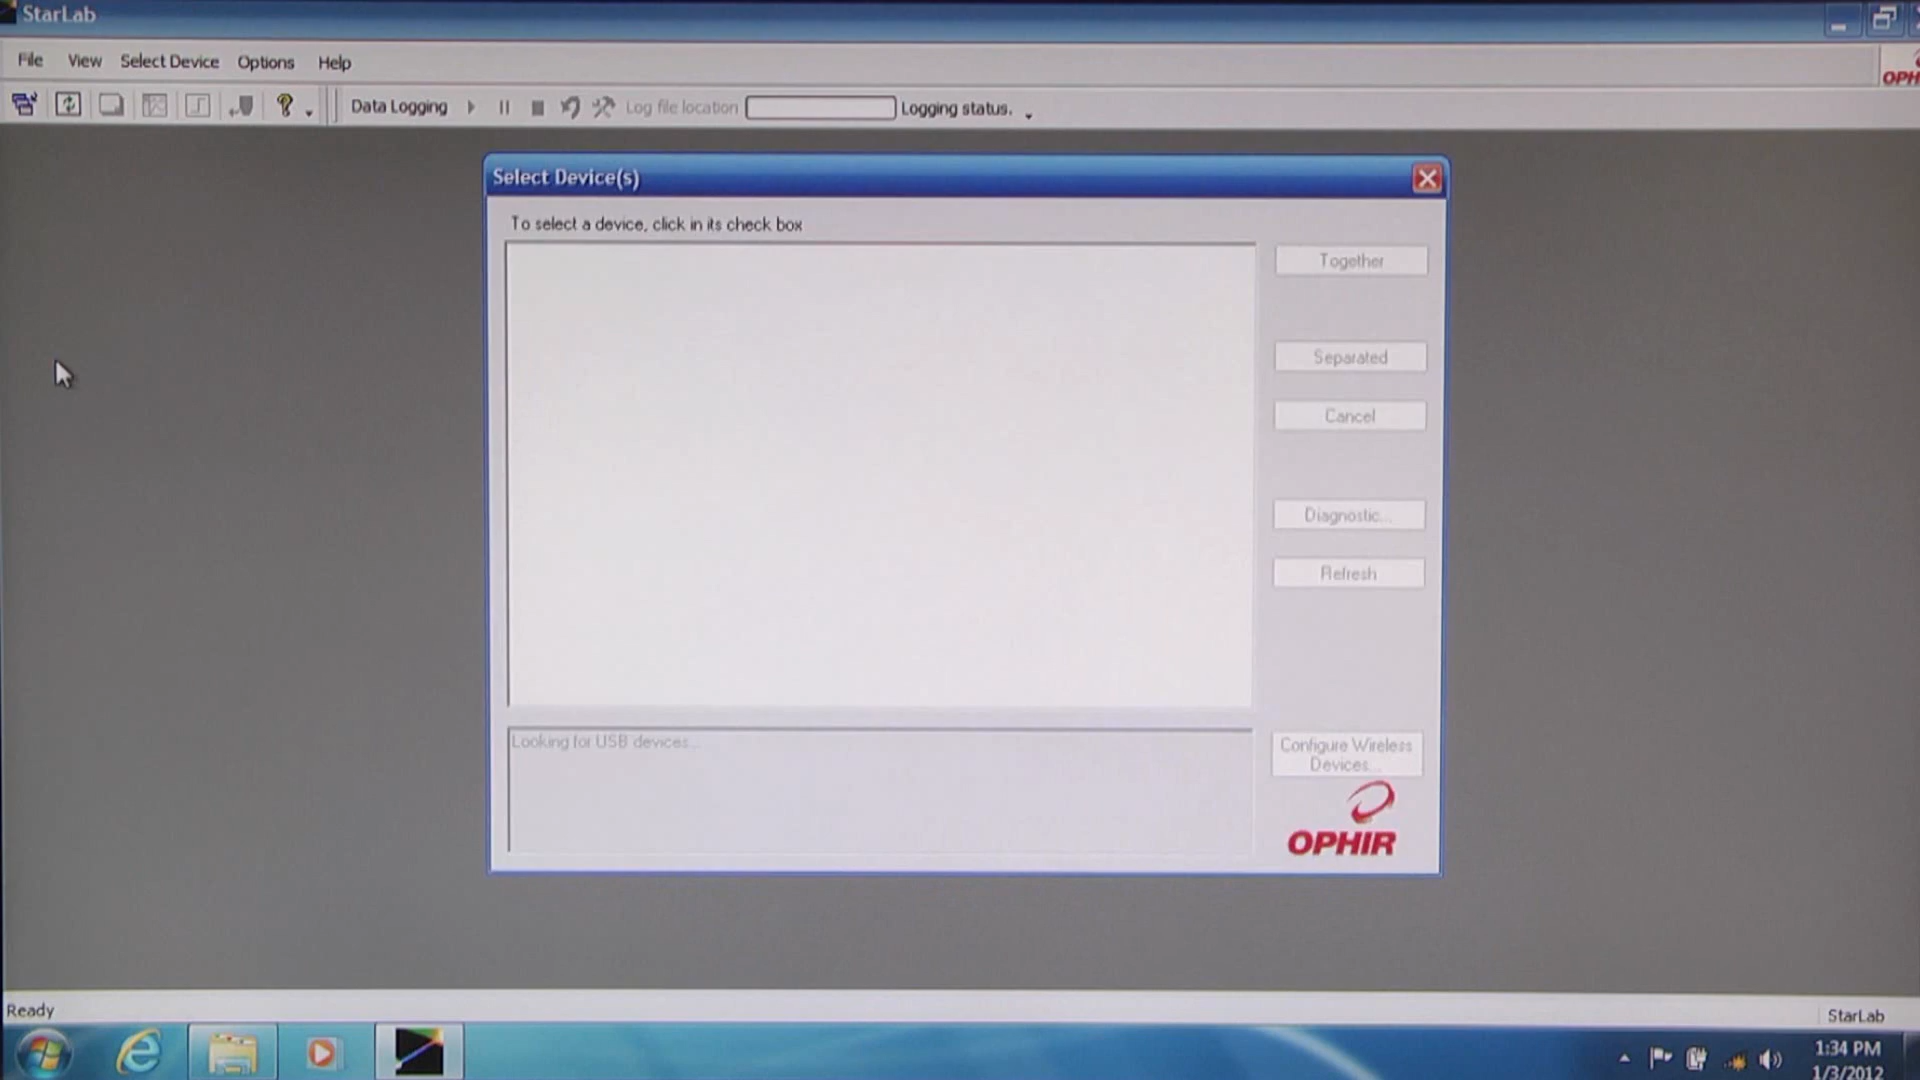 StarLab
File View Select Device Options Help
OPH
Data Logging Log file location Logging status.
Select Device(s)
To select a device, click in its check box
Together
Separated
Cancel
Diagnostic...
Refresh
Looking for USB devices...
Configure Wireless
Devices...
OPHIR
Ready
StarLab
1:34 PM
1/3/2012